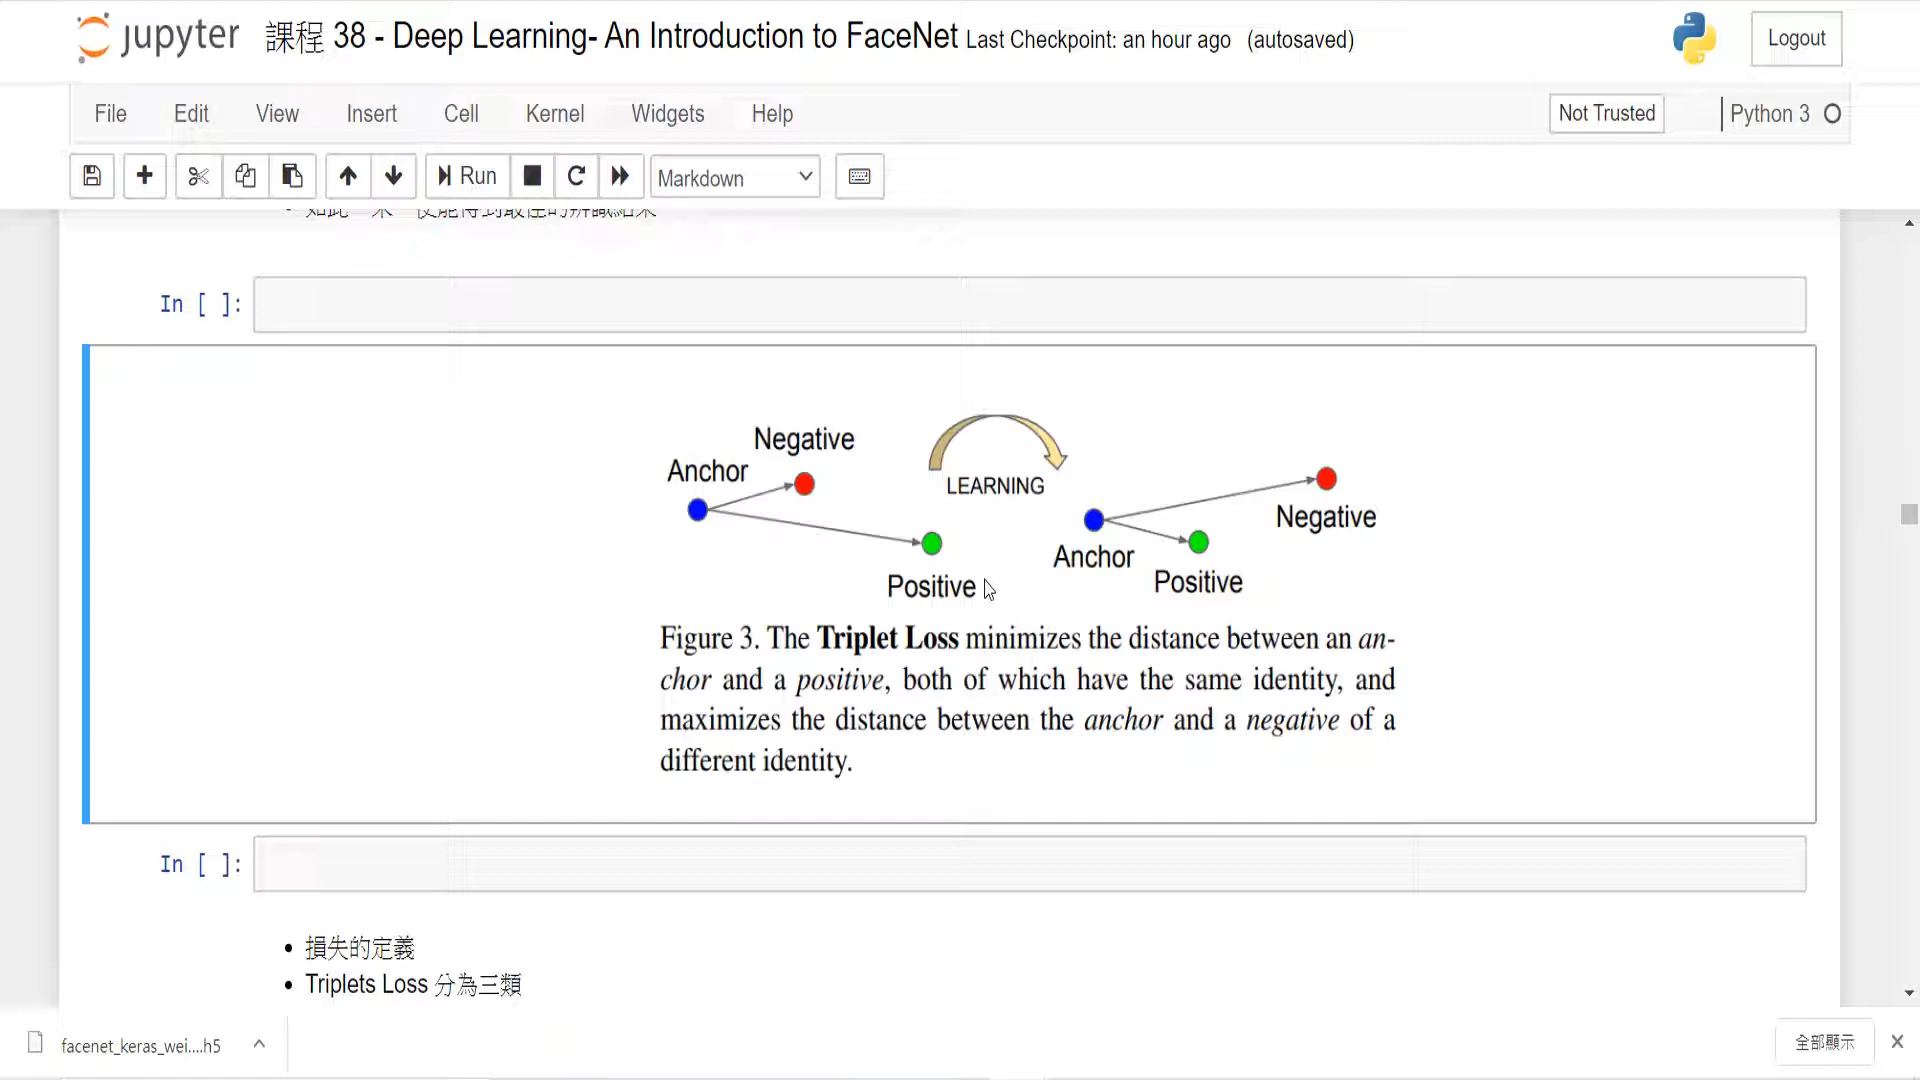 jupyter 課程 38 - Deep Learning- An Introduction to FaceNet Last Checkpoint: an hour ago (autosaved)
Logout
File Edit View Insert Cell Kernel Widgets Help
Not Trusted
Python 3
Run
Markdown
In [ ]:
Negative
Anchor
LEARNING
Negative
Anchor
Positive
Positive
Figure 3. The Triplet Loss minimizes the distance between an an-
chor and a positive, both of which have the same identity, and
maximizes the distance between the anchor and a negative of a
different identity.
In [ ]:
• 損失的定義
• Triplets Loss 分為三類
facenet_keras_wei....h5
全部顯示